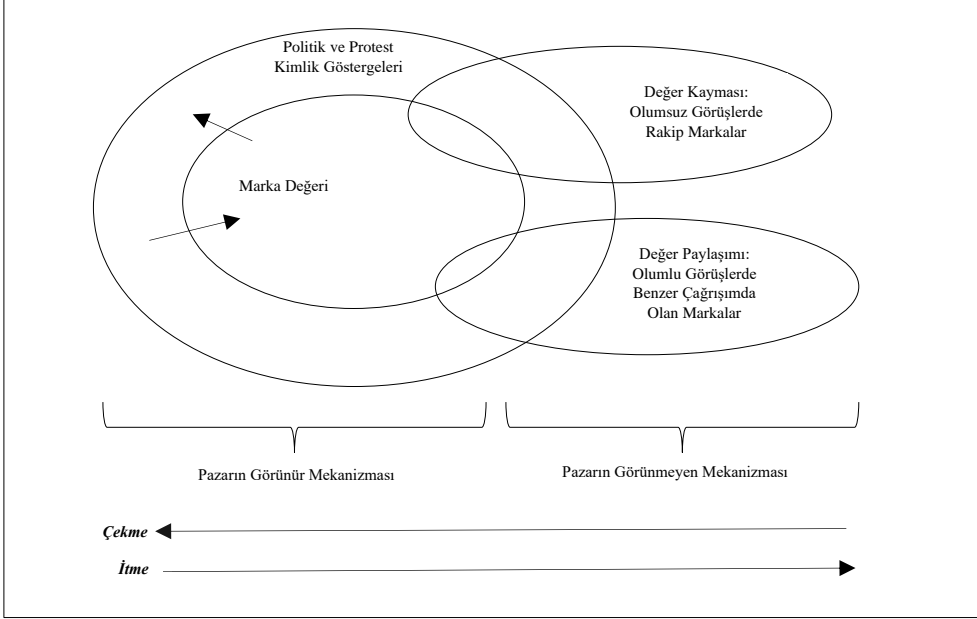 Politik ve Protest
Kimlik Göstergeleri
Değer Kayması:
Olumsuz Görüşlerde
Rakip Markalar
Marka Değeri
Değer Paylaşımı:
Olumlu Görüşlerde
Benzer Çağrışımda
Olan Markalar
Pazarın Görünür Mekanizması
Pazarın Görünmeyen Mekanizması
Çekme
İtme